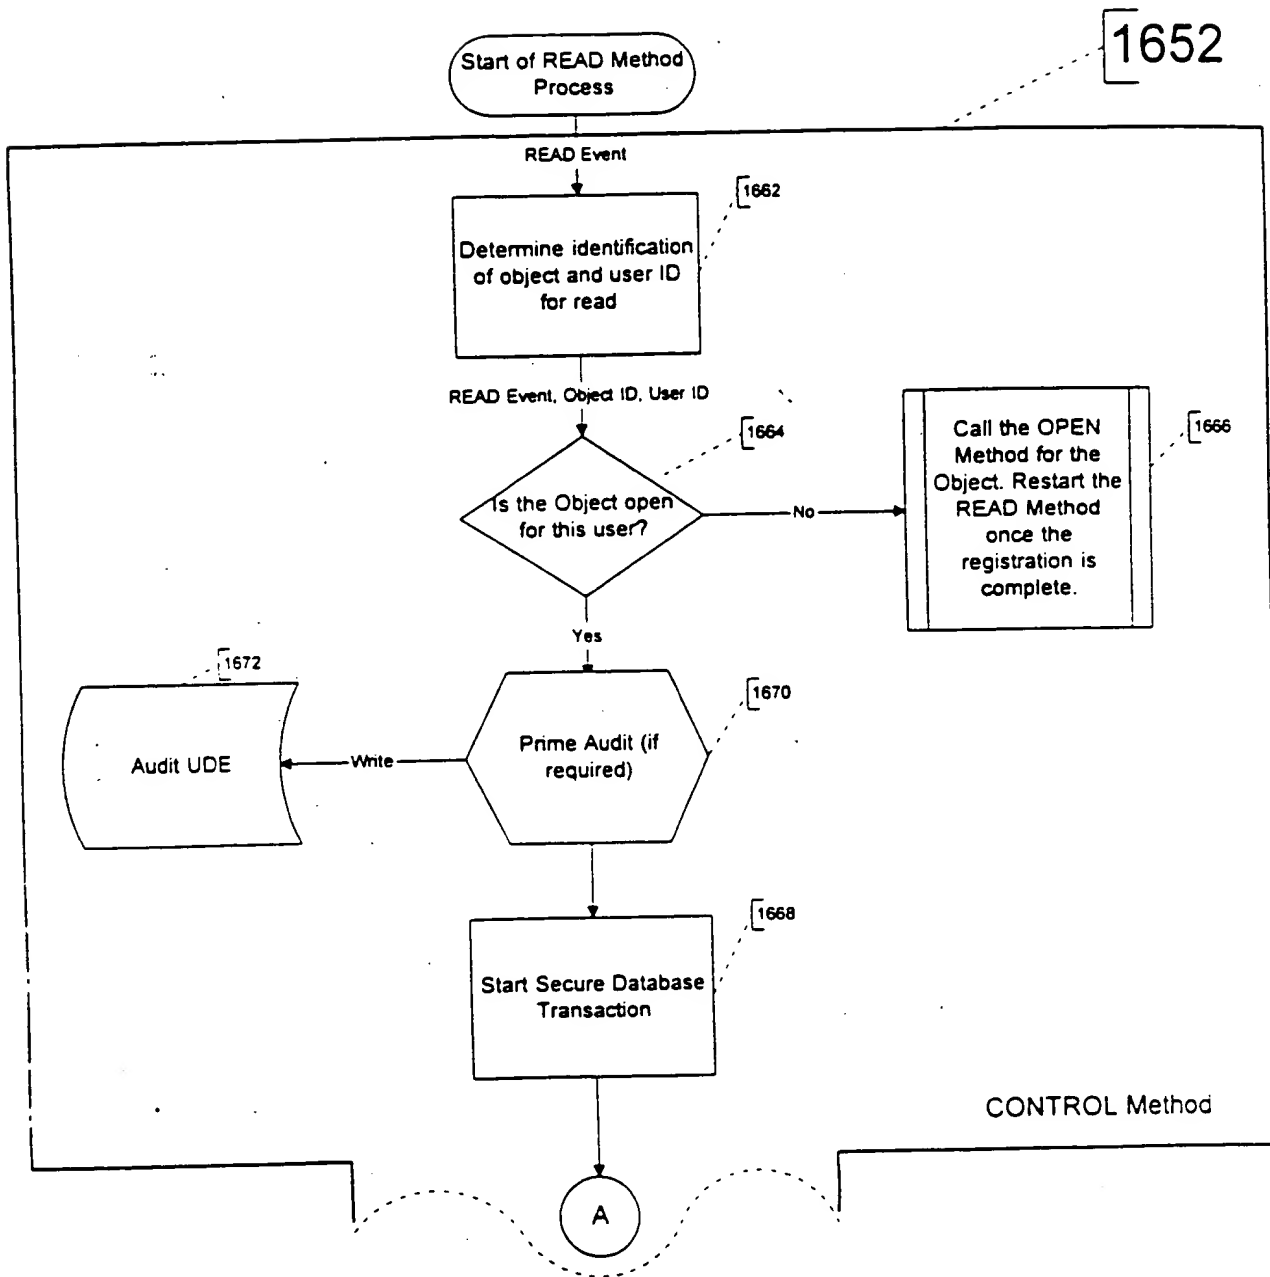 1652
Start of READ Method
Process
READ Event
1662
Determine identification
of object and user ID
for read
READ Event, Object ID, User ID
1664
Is the Object open
for this user?
No
Call the OPEN
Method for the
Object. Restart the
READ Method
once the
registration is
complete.
1666
Yes
1672
Audit UDE
Write
1670
Prime Audit (if
required)
1668
Start Secure Database
Transaction
CONTROL Method
A